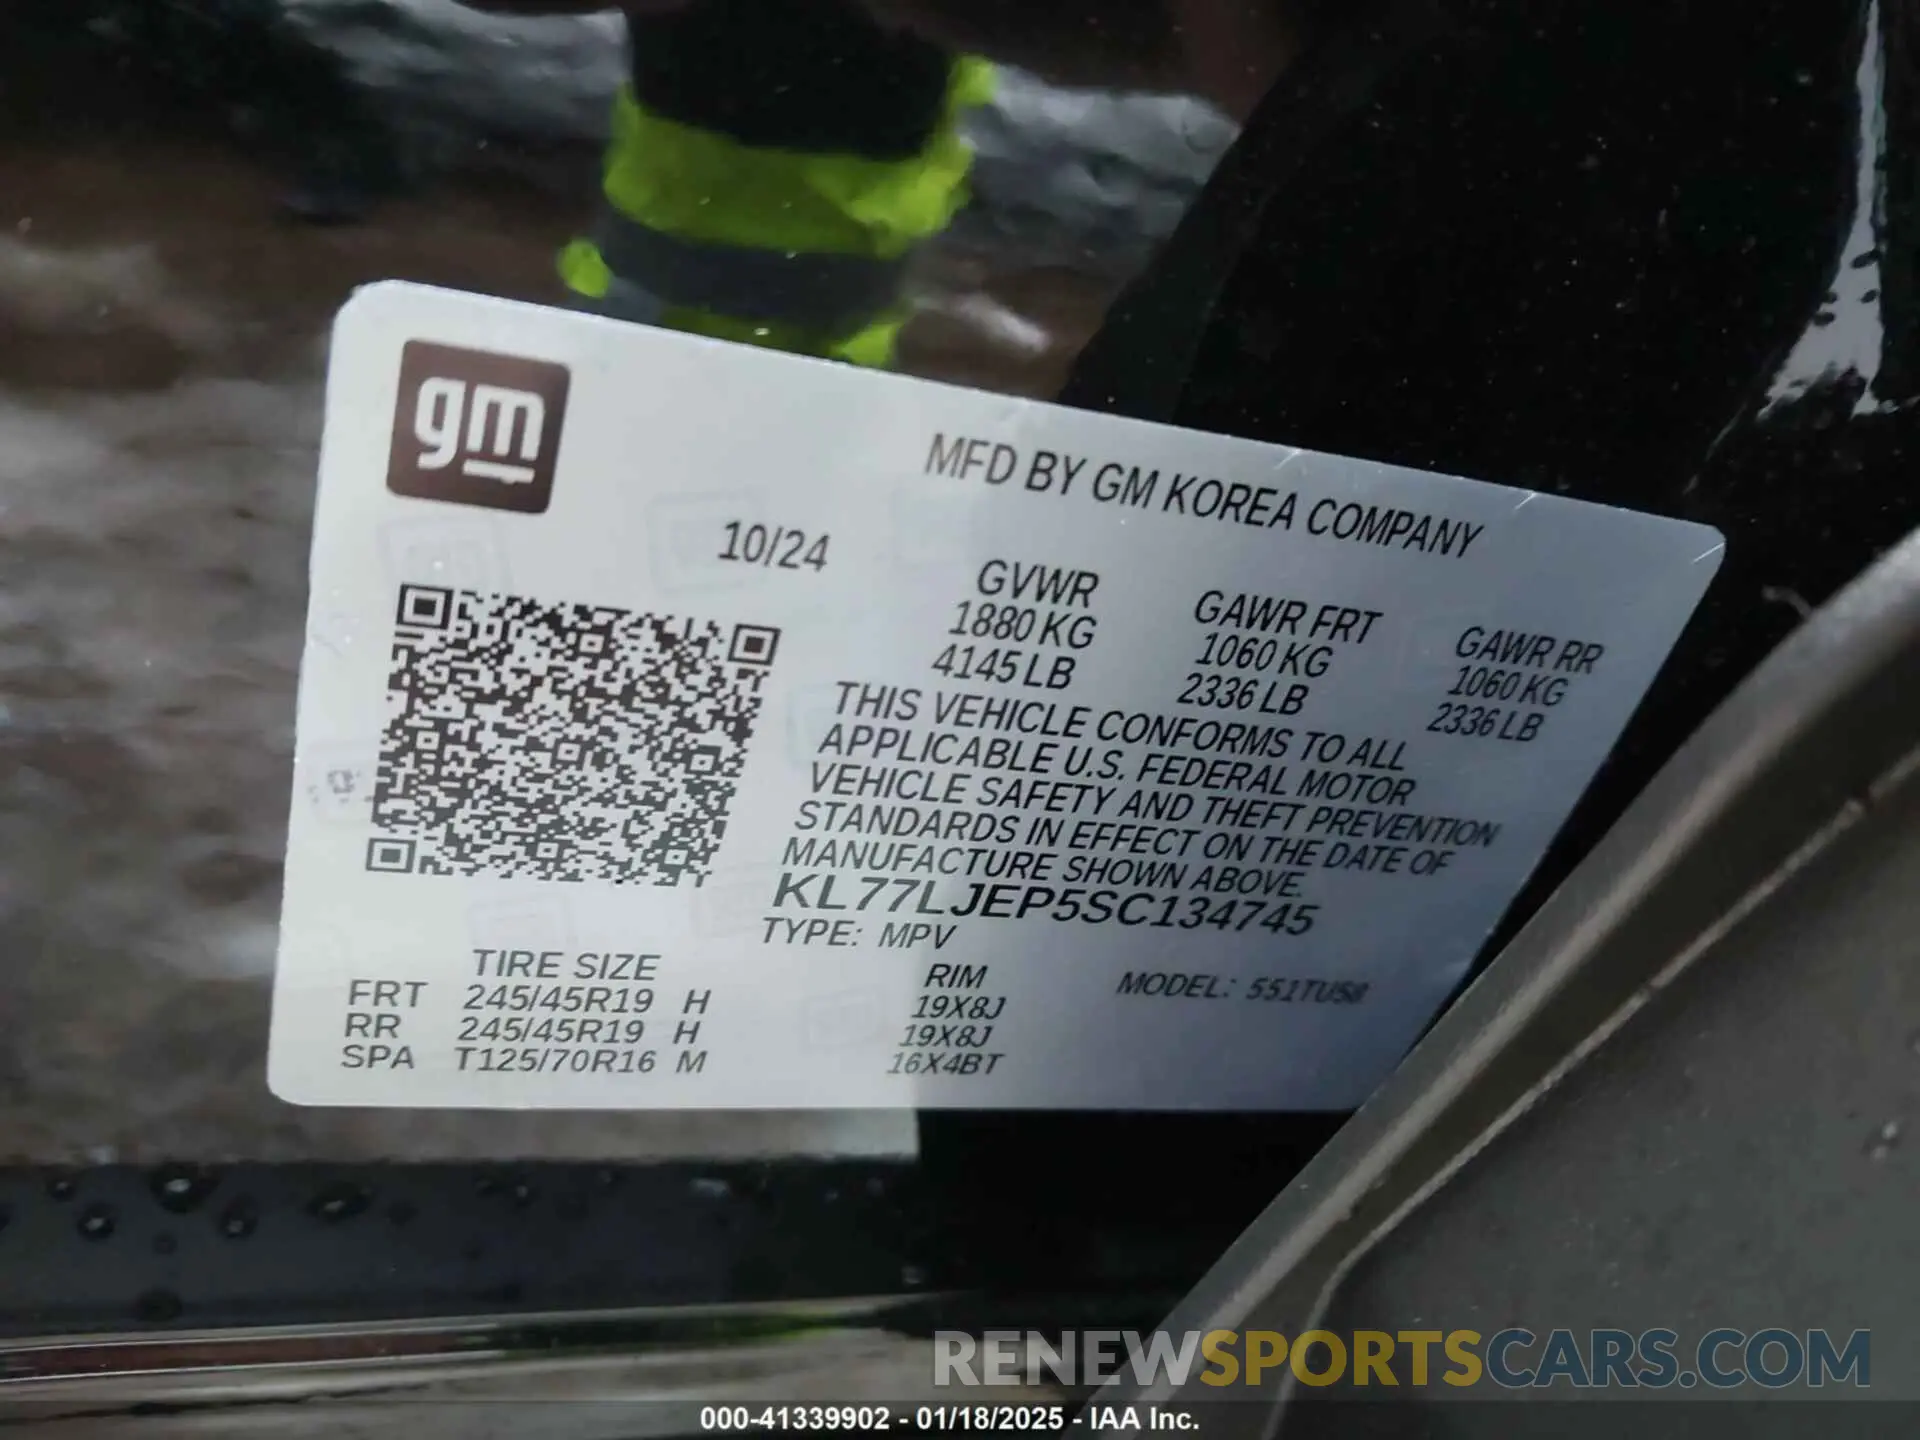 gm
MFD BY GM KOREA COMPANY
10/24
GVWR GAWR FRT GAWR RR
1880 KG 1060 KG 1060 KG
4145 LB 2336 LB 2336 LB
THIS VEHICLE CONFORMS TO ALL
APPLICABLE U.S. FEDERAL MOTOR
VEHICLE SAFETY AND THEFT PREVENTION
STANDARDS IN EFFECT ON THE DATE OF
MANUFACTURE SHOWN ABOVE.
KL77LJEP5SC134745
TYPE: MPV
MODEL:
TIRE SIZE RIM
FRT 245/45R19 H 19X8J
RR 245/45R19 H 19X8J
SPA T125/70R16 M 16X4BT
RENEWSPORTSCARS.COM
000-41339902 - 01/18/2025 - IAA Inc.